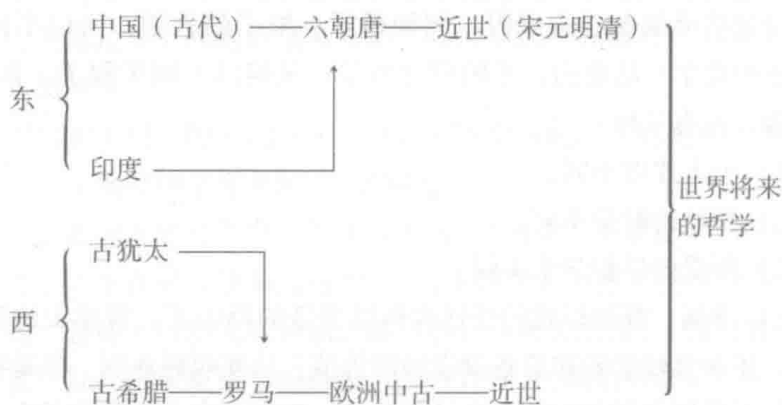 中国（古代）——六朝唐——近世（宋元明清）
东
印度
世界将来
的哲学
古犹太
西
古希腊——罗马——欧洲中古——近世